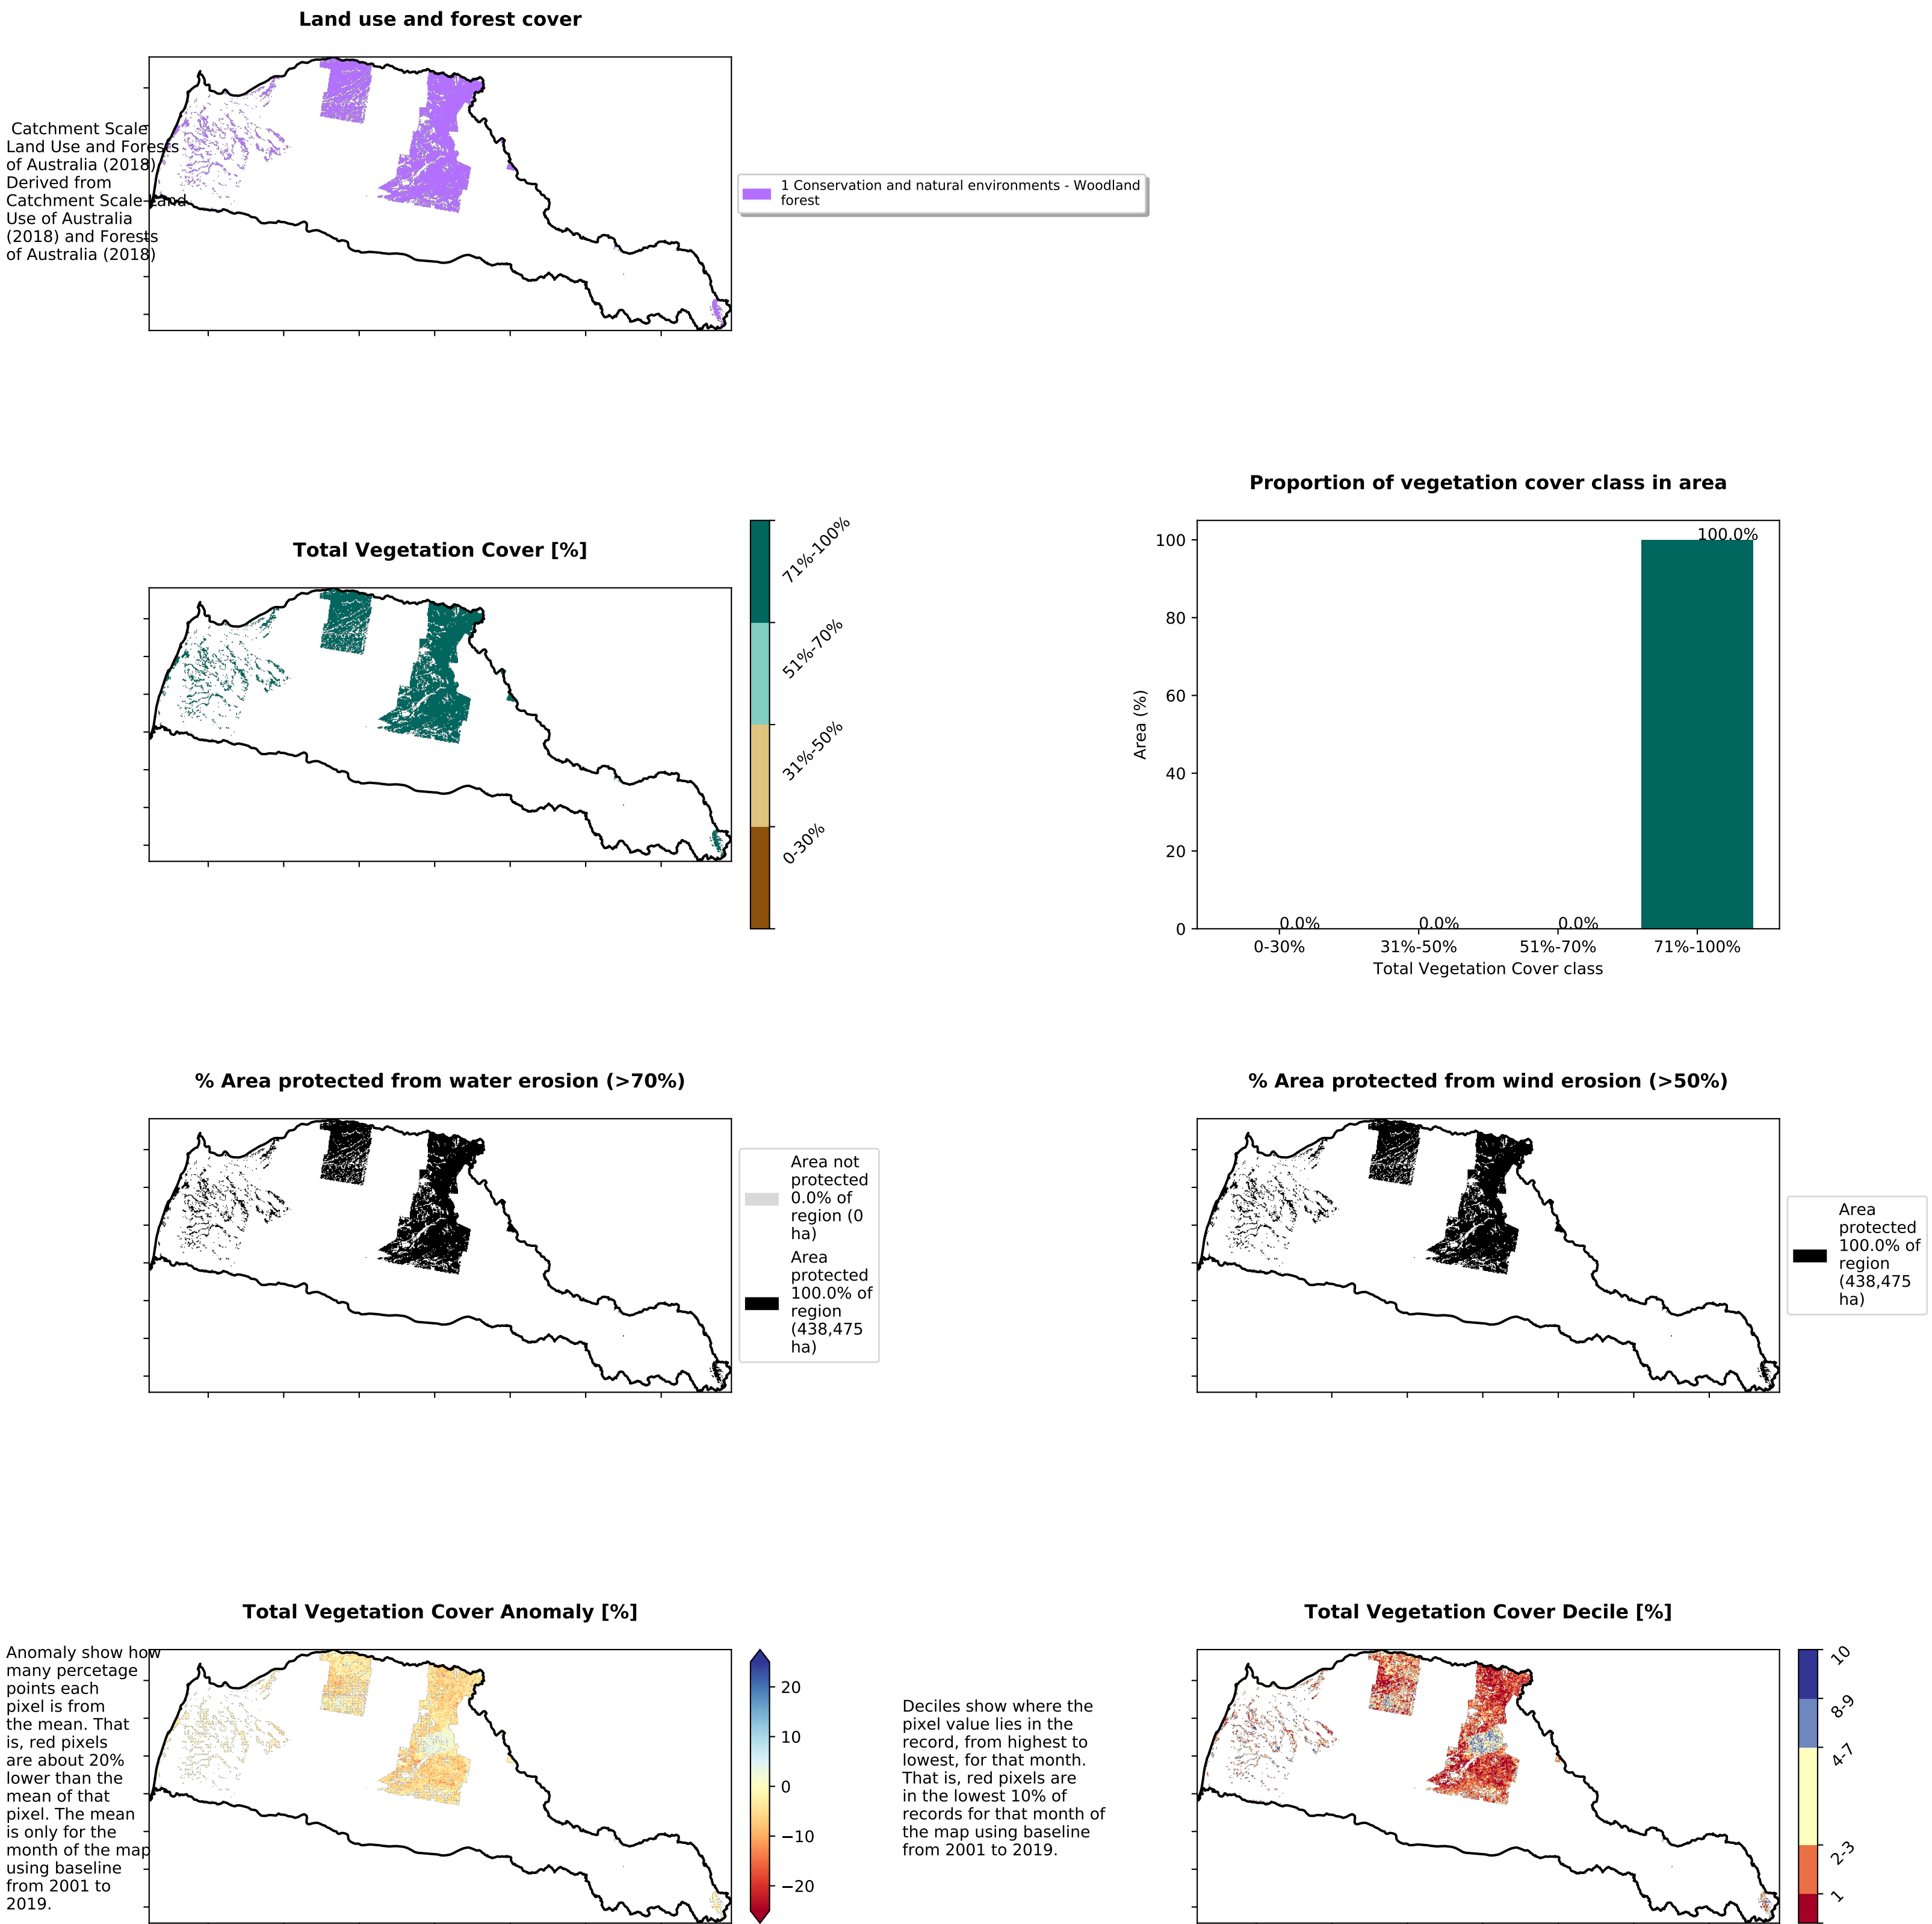 Land use and forest cover
Catchment Scale
Land Use and Forests
of Australia (2018)
Derived from
Catchment Scale Land
Use of Australia
(2018) and Forests
of Australia (2018)
1 Conservation and natural environments - Woodland
forest
Total Vegetation Cover [%]
71%-100%
51%-70%
31%-50%
0-30%
Proportion of vegetation cover class in area
Area (%)
100
80
60
40
20
0
0.0%
0.0%
0.0%
100.0%
0-30%
31%-50%
51%-70%
71%-100%
Total Vegetation Cover class
% Area protected from water erosion (>70%)
Area not
protected
0.0% of
region (0
ha)
Area
protected
100.0% of
region
(438,475
ha)
% Area protected from wind erosion (>50%)
Area
protected
100.0% of
region
(438,475
ha)
Total Vegetation Cover Anomaly [%]
Anomaly show how
many percetage
points each
pixel is from
the mean. That
is, red pixels
are about 20%
lower than the
mean of that
pixel. The mean
is only for the
month of the map
using baseline
from 2001 to
2019.
20
10
0
−10
−20
Deciles show where the
pixel value lies in the
record, from highest to
lowest, for that month.
That is, red pixels are
in the lowest 10% of
records for that month of
the map using baseline
from 2001 to 2019.
Total Vegetation Cover Decile [%]
10
8-9
4-7
2-3
1